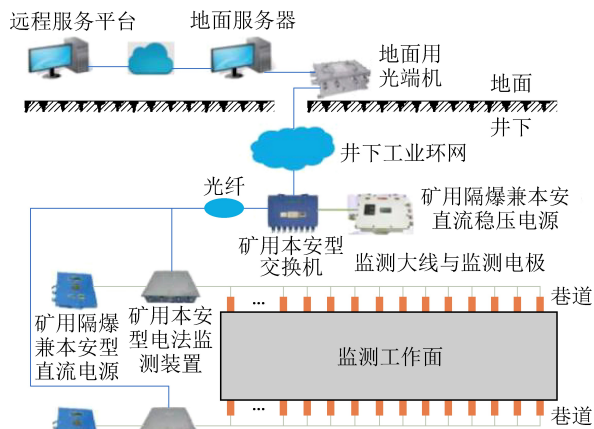 远程服务平台
地面服务器
地面用
光端机
地面
井下
井下工业环网
光纤
矿用隔爆兼本安
直流稳压电源
矿用本安型
交换机
监测大线与监测电极
巷道
...
矿用隔爆
兼本安型
直流电源
矿用本安
型电法监
测装置
监测工作面
...
巷道